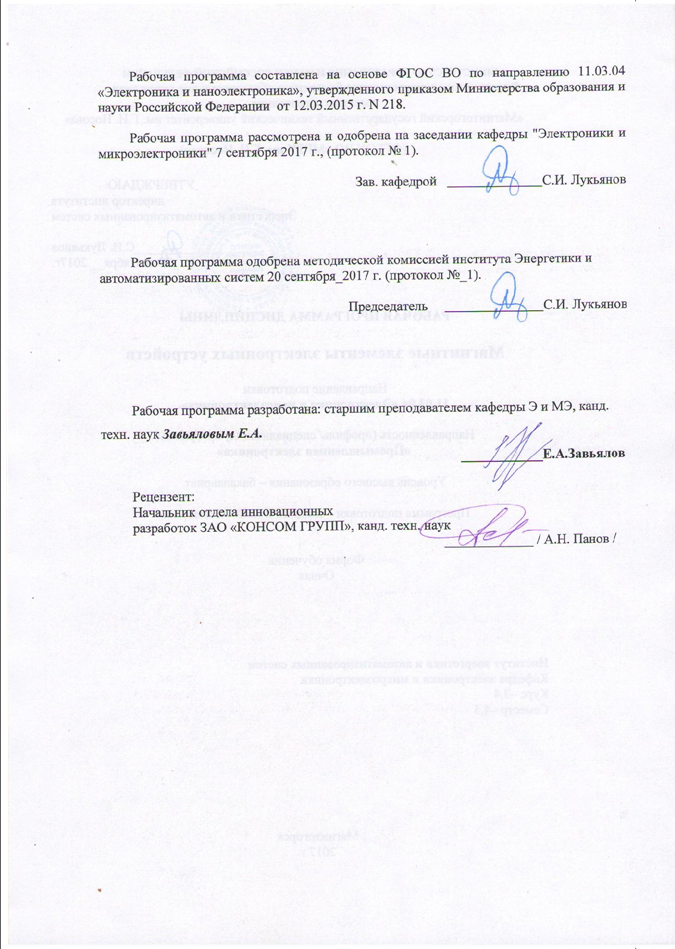 Рабочая программа составлена на основе ФГОС ВО по направлению 11.03.04
«Электроника и наноэлектроника», утвержденного приказом Министерства образования и
науки Российской Федерации от 12.03.2015 г. N 218.
Рабочая программа рассмотрена и одобрена на заседании кафедры "Электроники и
микроэлектроники" 7 сентября 2017 г., (протокол № 1).
Зав. кафедрой ______________С.И. Лукьянов
Рабочая программа одобрена методической комиссией института Энергетики и
автоматизированных систем 20 сентября_2017 г. (протокол №_1).
Председатель ______________С.И. Лукьянов
Рабочая программа разработана: старшим преподавателем кафедры Э и МЭ, канд.
техн. наук Завьяловым Е.А.
____________Е.А.Завьялов
Рецензент:
Начальник отдела инновационных
разработок ЗАО «КОНСОМ ГРУПП», канд. техн. наук
_____________ / А.Н. Панов /